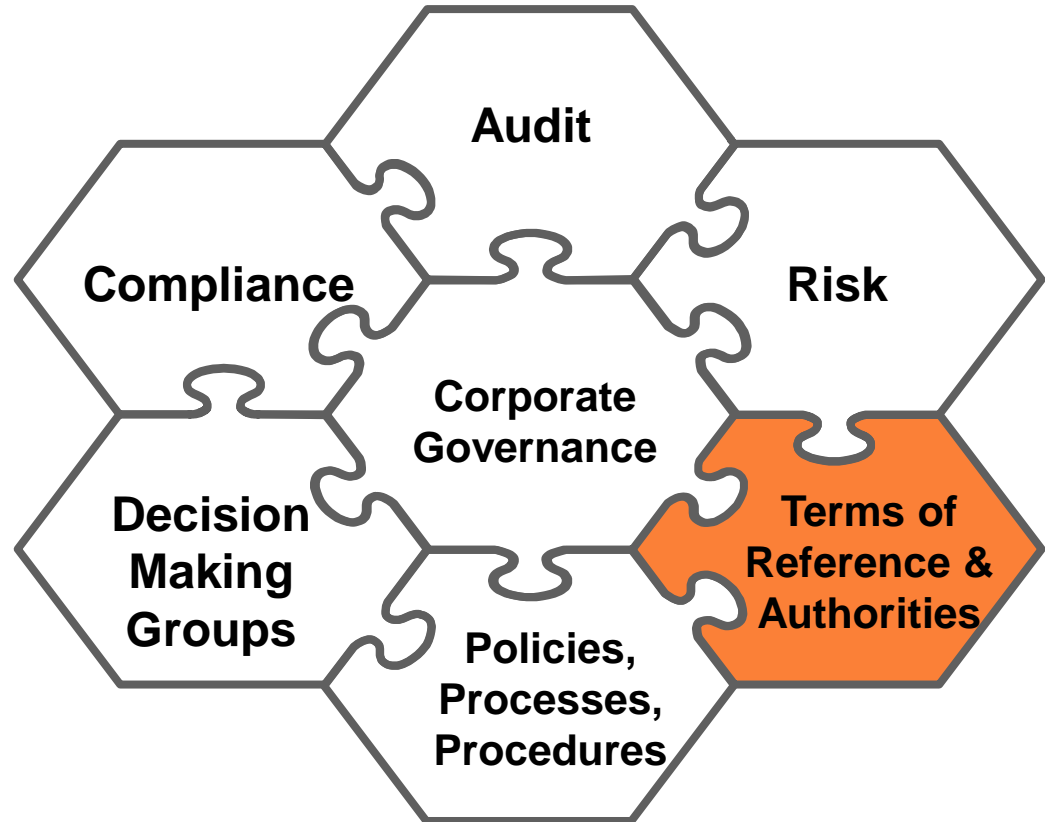 Audit
Compliance
Risk
Corporate
Governance
Decision
Making
Groups
Terms of
Reference &
Authorities
Policies,
Processes,
Procedures